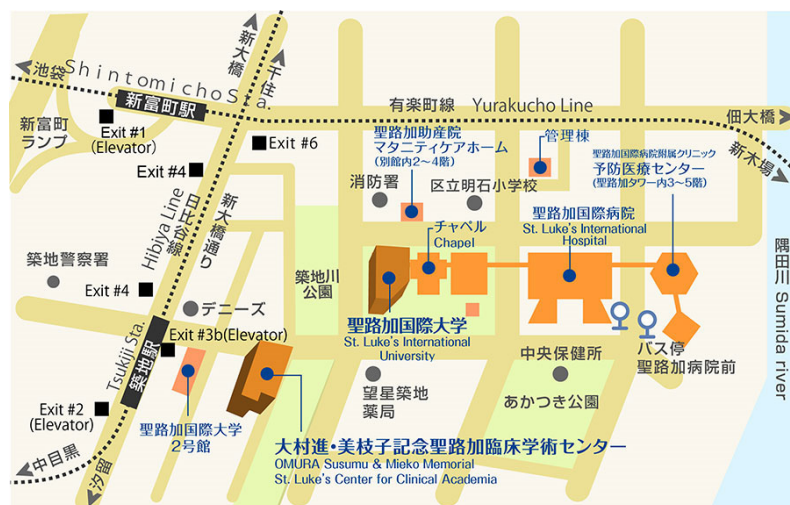 新大橋
千住
池袋
Shintomicho Sta.
新富町駅
有楽町線 Yurakucho Line
佃大橋
新木場
新富町
ランプ
Exit #1
(Elevator)
Exit #6
Exit #4
聖路加助産院
マタニティケアホーム
(別館内2～4階)
管理棟
聖路加国際病院附属クリニック
予防医療センター
(聖路加タワー内3～5階)
消防署
区立明石小学校
Hibiya Line
日比谷線
新大橋通り
チャペル
Chapel
聖路加国際病院
St. Luke's International
Hospital
築地警察署
築地川
公園
隅田川 Sumida river
Exit #4
デニーズ
聖路加国際大学
St. Luke's International
University
Tsukiji Sta.
築地駅
Exit #3b(Elevator)
中央保健所
バス停
聖路加病院前
望星築地
薬局
あかつき公園
Exit #2
(Elevator)
聖路加国際大学
2号館
大村進・美枝子記念聖路加臨床学術センター
OMURA Susumu & Mieko Memorial
St. Luke's Center for Clinical Academia
中目黒
汐留